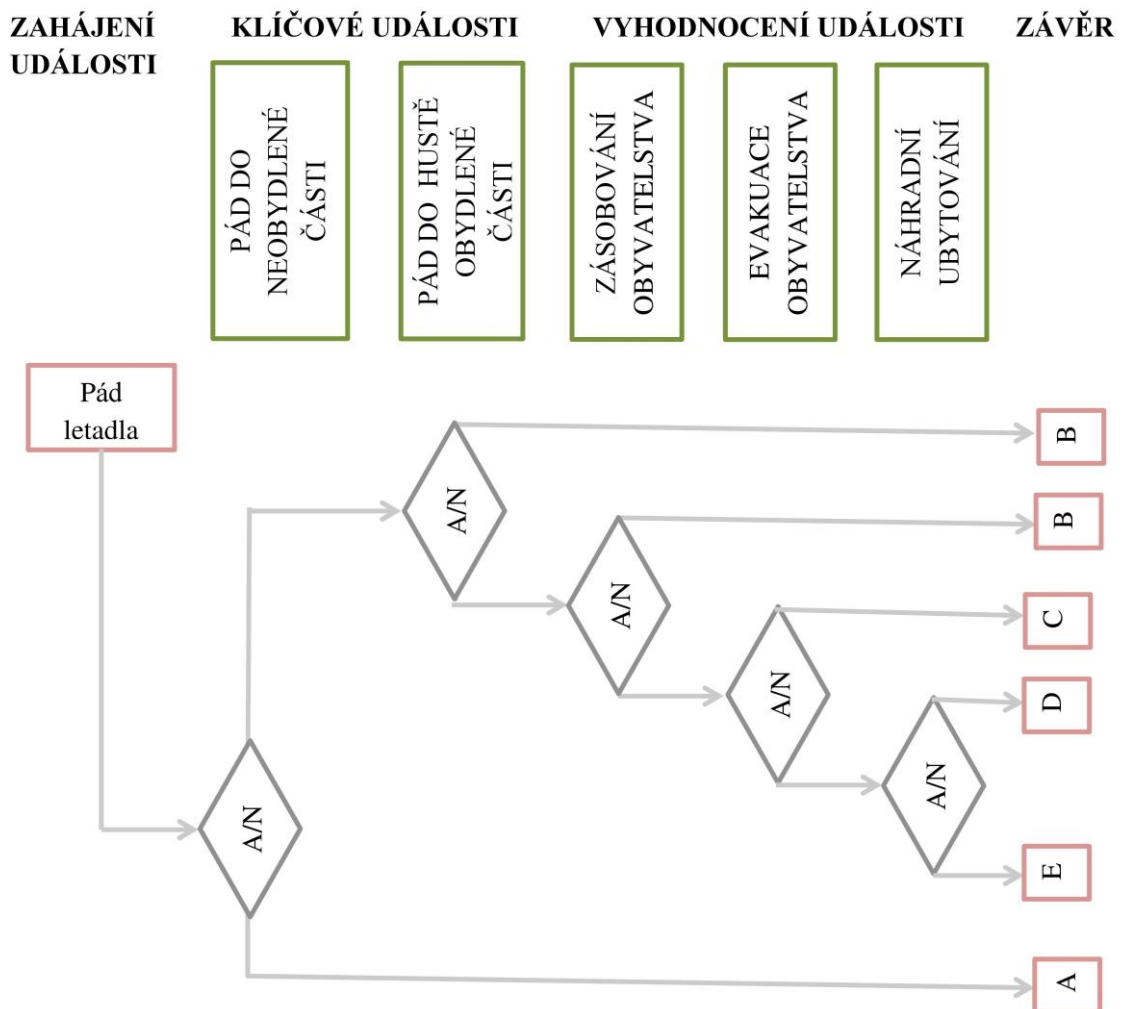 ZAHÁJENÍ
UDÁLOSTI
KLÍČOVÉ UDÁLOSTI
VYHODNOCENÍ UDÁLOSTI
ZÁVĚR
PÁD DO
NEOBYDLENÉ
ČÁSTI
PÁD DO HUSTĚ
OBYDLENÉ
ČÁSTI
ZÁSOBOVÁNÍ
OBYVATELSTVA
EVAKUACE
OBYVATELSTVA
NÁHRADNÍ
UBYTOVÁNÍ
Pád
letadla
A/N
B
A/N
B
A/N
C
A/N
D
A/N
E
A